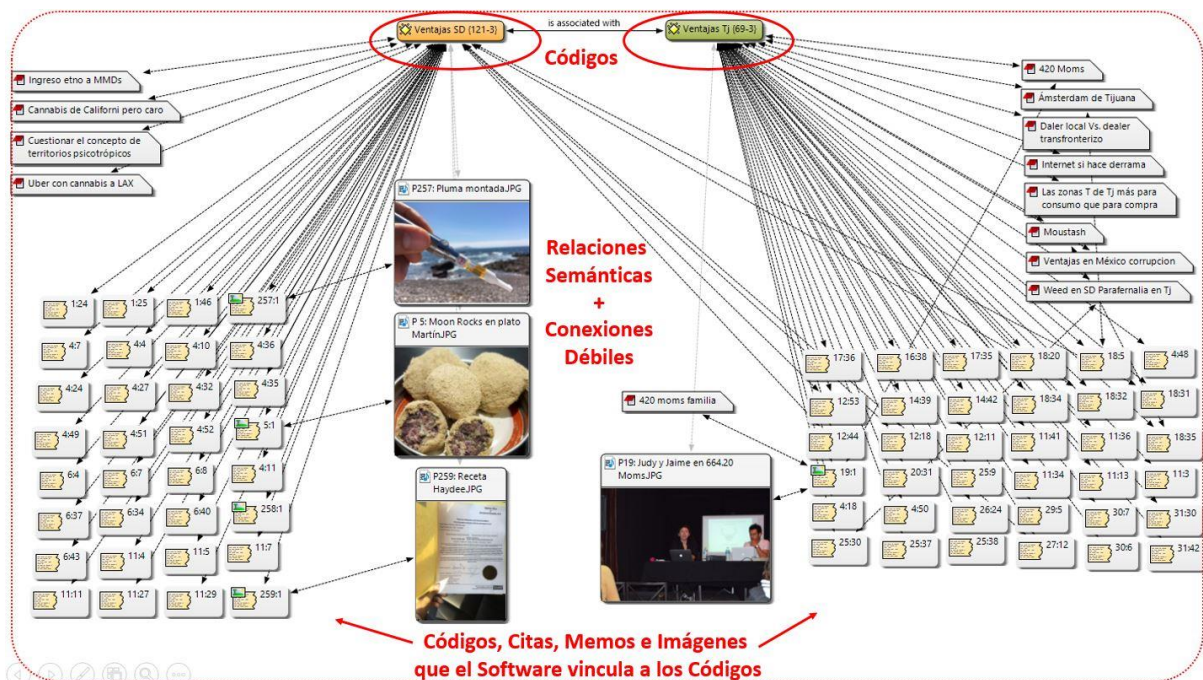 Ventajas SD {121-3}
is associated with
Ventajas Tj {69-3}
Códigos
Ingreso etno a MMDs
Cannabis de Californi pero caro
Cuestionar el concepto de
territorios psicotrópicos
Uber con cannabis a LAX
420 Moms
Ámsterdam de Tijuana
Daler local Vs. dealer
transfronterizo
Internet si hace derrama
Las zonas T de Tj más para
consumo que para compra
Moustash
Ventajas en México corrupcion
Weed en SD Parafernalia en Tj
P257: Pluma montada.JPG
P 5: Moon Rocks en plato
Martín.JPG
P259: Receta
Haydee.JPG
Relaciones
Semánticas
+
Conexiones
Débiles
420 moms familia
P19: Judy y Jaime en 664.20
Moms.JPG
1:24 1:25 1:46 257:1
4:7 4:4 4:10 4:36
4:24 4:27 4:32 4:35
4:49 4:51 4:52 5:1
6:4 6:7 6:8 4:11
6:37 6:34 6:40 258:1
6:43 11:4 11:5 11:7
11:11 11:27 11:29 259:1
17:36 16:38 17:35 18:20 18:5 4:48
12:53 14:39 14:42 18:34 18:32 18:31
12:44 12:18 12:11 11:41 11:36 18:35
19:1 20:31 25:9 11:34 11:13 11:3
4:18 4:50 26:24 29:5 30:7 31:30
25:30 25:37 25:38 27:12 30:6 31:42
Códigos, Citas, Memos e Imágenes
que el Software vincula a los Códigos